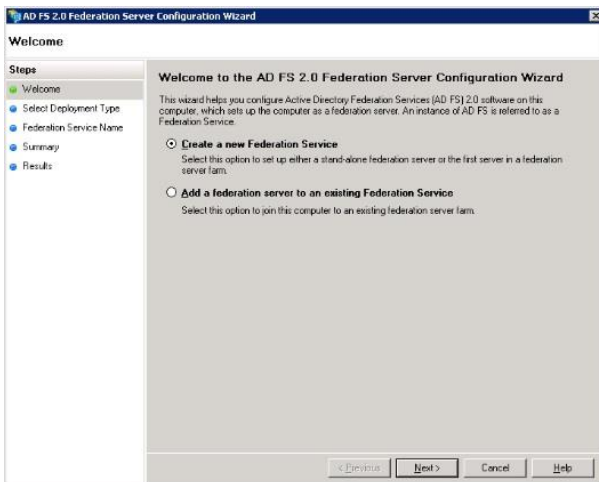 AD FS 2.0 Federation Server Configuration Wizard
Welcome
Steps
Welcome
Select Deployment Type
Federation Service Name
Summary
Results
Welcome to the AD FS 2.0 Federation Server Configuration Wizard
This wizard helps you configure Active Directory Federation Services (AD FS) 2.0 software on this
computer, which sets up the computer as a federation server. An instance of AD FS is referred to as a
Federation Service.
Create a new Federation Service
Select this option to set up either a stand-alone federation server or the first server in a federation
server farm.
Add a federation server to an existing Federation Service
Select this option to join this computer to an existing federation server farm.
< Previous
Next >
Cancel
Help